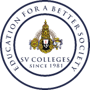 EDUCATION FOR A BETTER SOCIETY
SV COLLEGES
SINCE 1981